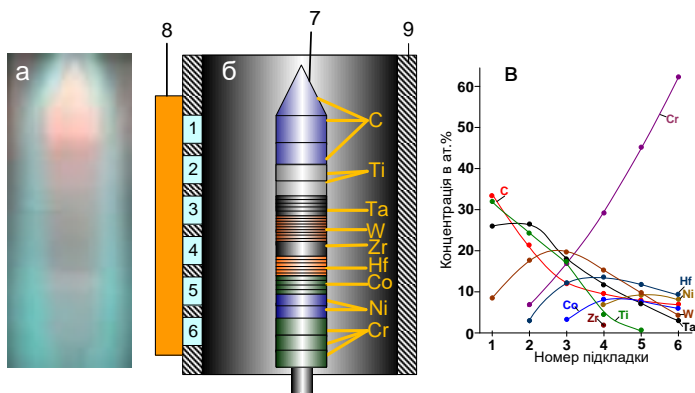 а
8
б
7
9
1
2
3
4
5
6
C
Ti
Ta
W
Zr
Hf
Co
Ni
Cr
в
Концентрація в ат.%
60
50
40
30
20
10
0
Cr
C
Co
Zr
Ti
Hf
Ni
W
Ta
1 2 3 4 5 6
Номер підкладки